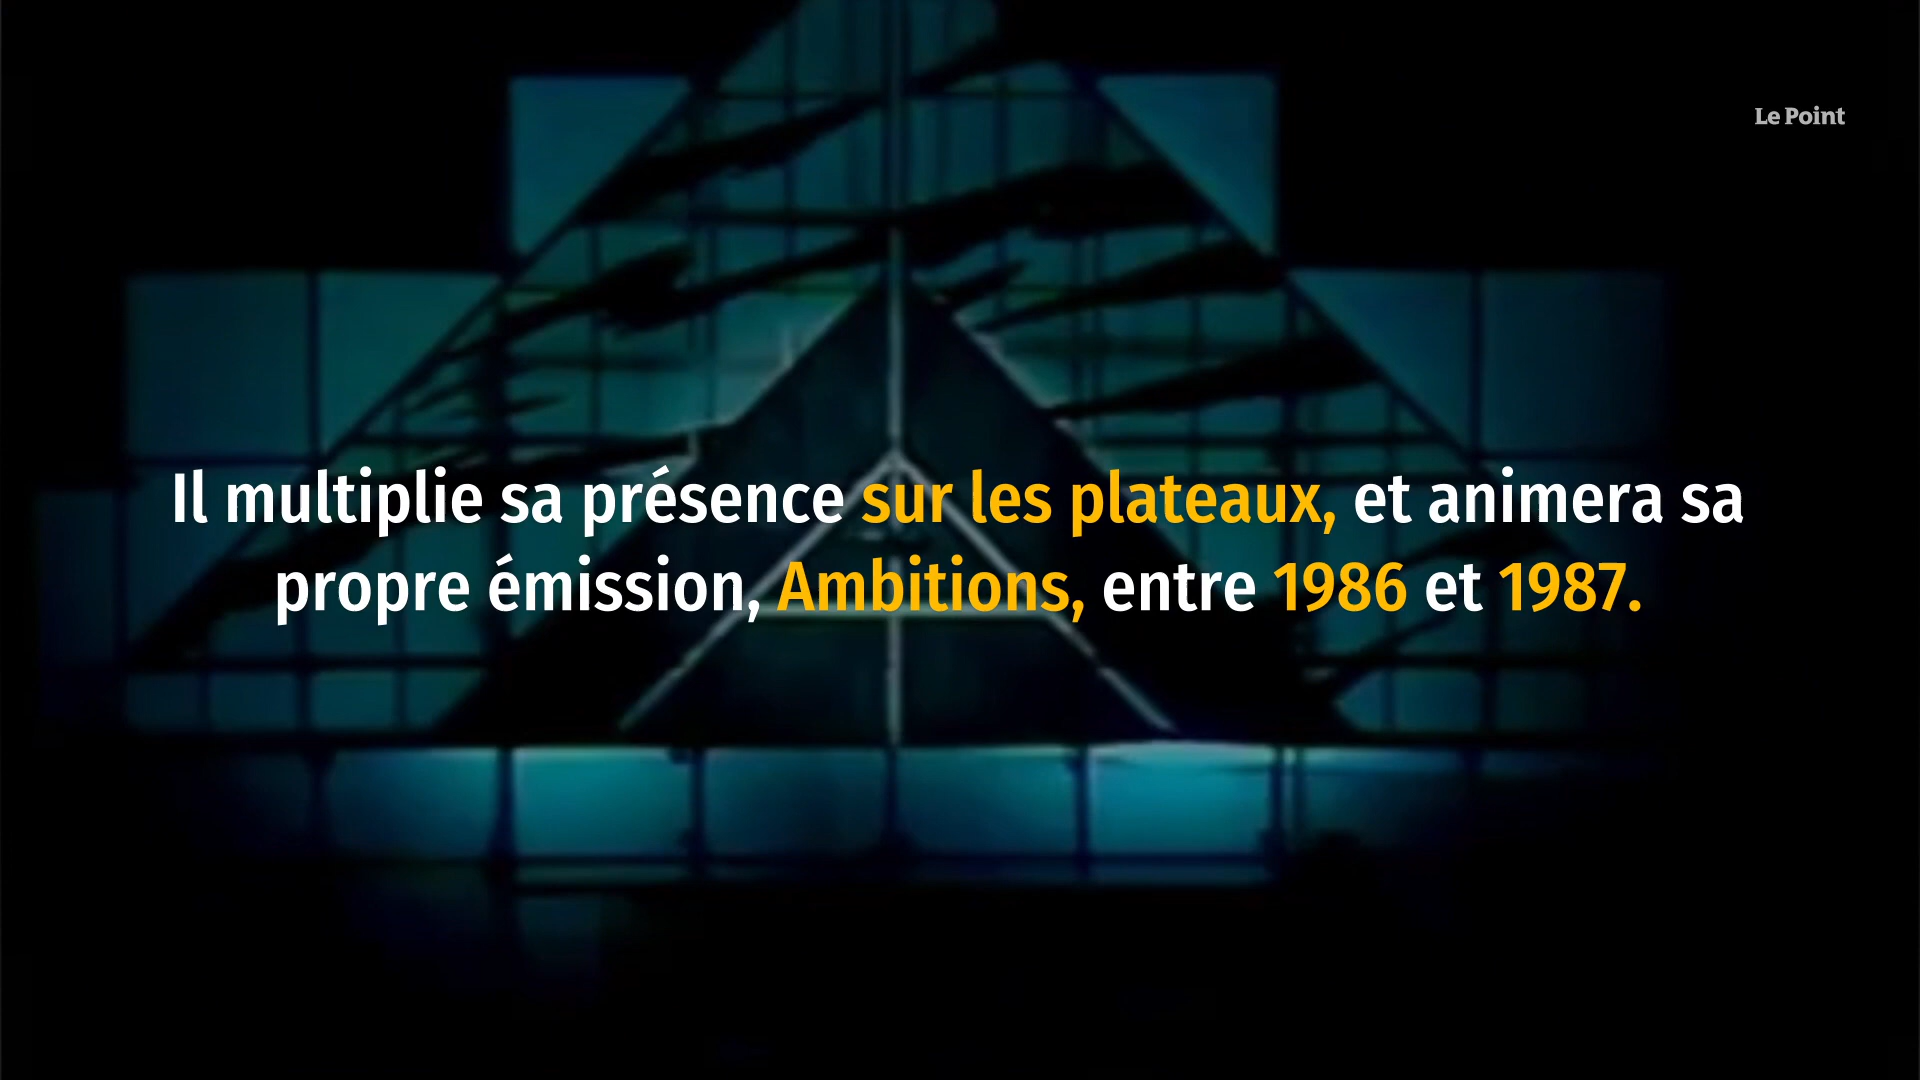 Le Point
Il multiplie sa présence sur les plateaux, et animera sa
propre émission, Ambitions, entre 1986 et 1987.